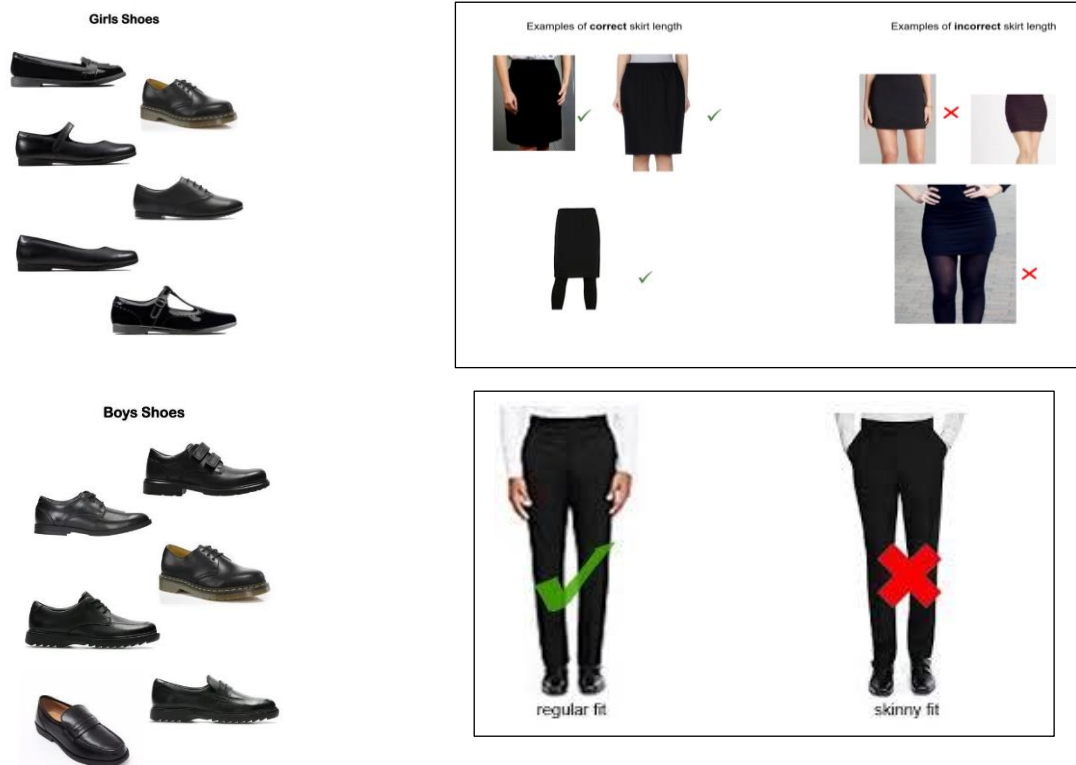 Girls Shoes
Examples of correct skirt length
Examples of incorrect skirt length
Boys Shoes
regular fit
skinny fit